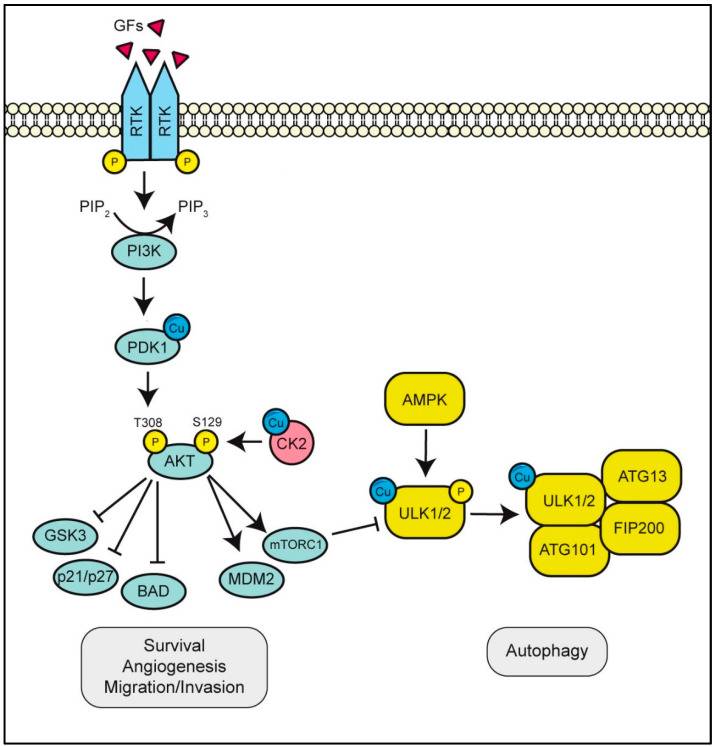 GFs
RTK
RTK
P
P
PIP2
PIP3
PI3K
Cu
PDK1
T308
S129
P
P
AKT
Cu
CK2
GSK3
p21/p27
BAD
MDM2
mTORC1
AMPK
Cu
P
ULK1/2
Cu
ULK1/2
ATG13
FIP200
ATG101
Survival
Angiogenesis
Migration/Invasion
Autophagy